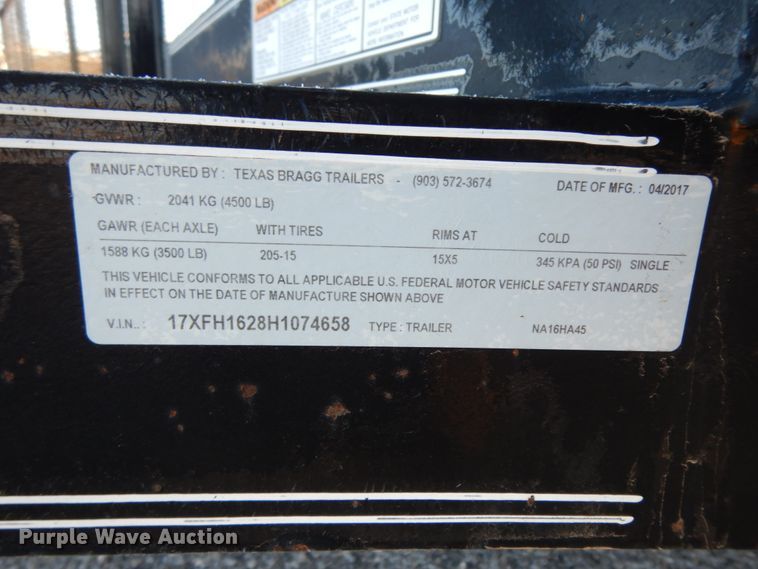 MANUFACTURED BY : TEXAS BRAGG TRAILERS - (903) 572-3674 DATE OF MFG. : 04/2017
GVWR : 2041 KG (4500 LB)
GAWR (EACH AXLE) WITH TIRES RIMS AT COLD
1588 KG (3500 LB) 205-15 15X5 345 KPA (50 PSI) SINGLE
THIS VEHICLE CONFORMS TO ALL APPLICABLE U.S. FEDERAL MOTOR VEHICLE SAFETY STANDARDS
IN EFFECT ON THE DATE OF MANUFACTURE SHOWN ABOVE
V.I.N.. : 17XFH1628H1074658 TYPE : TRAILER NA16HA45
Purple Wave Auction